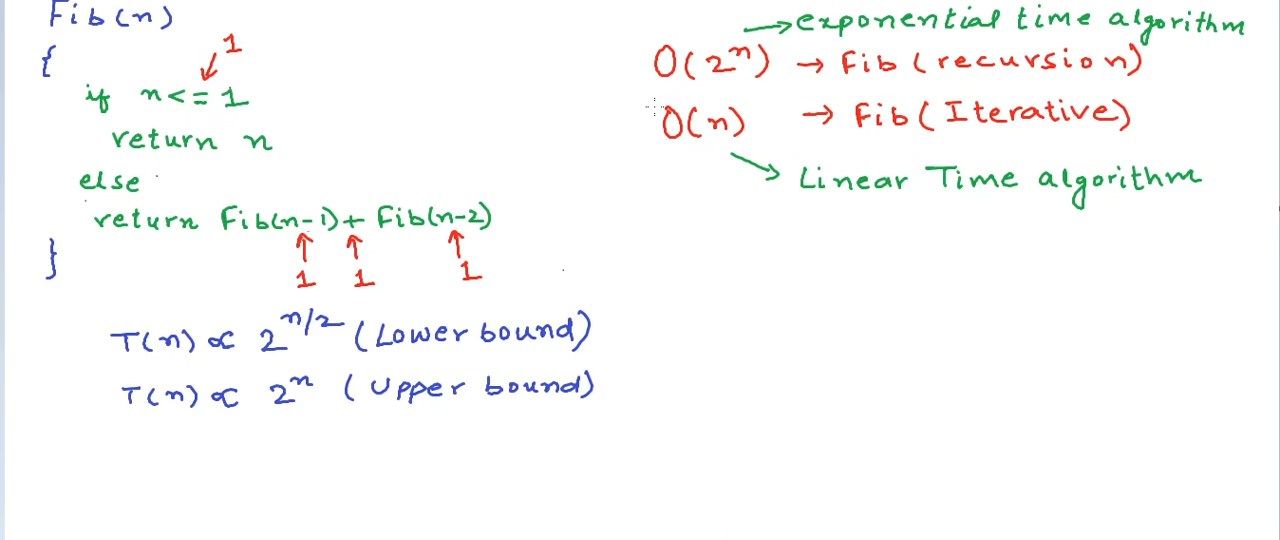 Fib(n)
{
1
if n<=1
return n
else
return Fib(n-1)+ Fib(n-2)
1 1 1
}
T(n) ∝ 2^n/2 (Lower bound)
T(n) ∝ 2^n (Upper bound)
→exponential time algorithm
O(2^n) → Fib(recursion)
O(n) → Fib(Iterative)
→ Linear Time algorithm